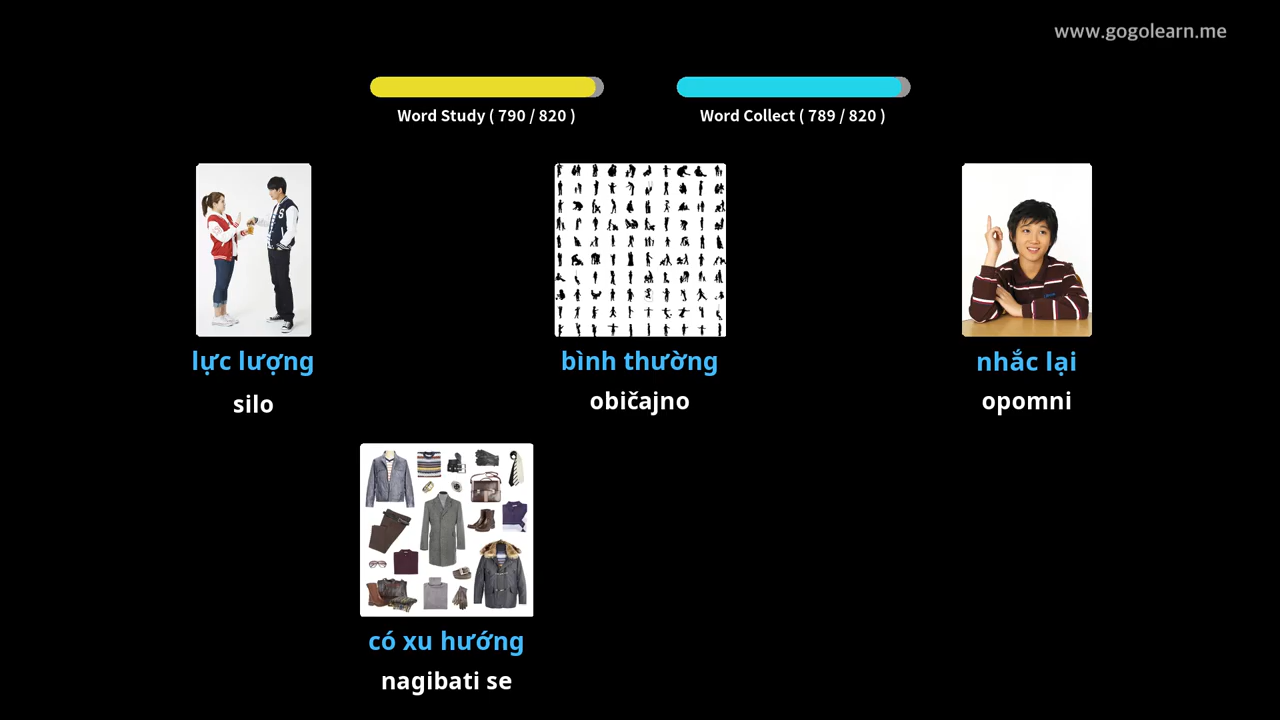 www.gogolearn.me
Word Study ( 790 / 820 )
Word Collect ( 789 / 820 )
lực lượng
silo
bình thường
običajno
nhắc lại
opomni
có xu hướng
nagibati se